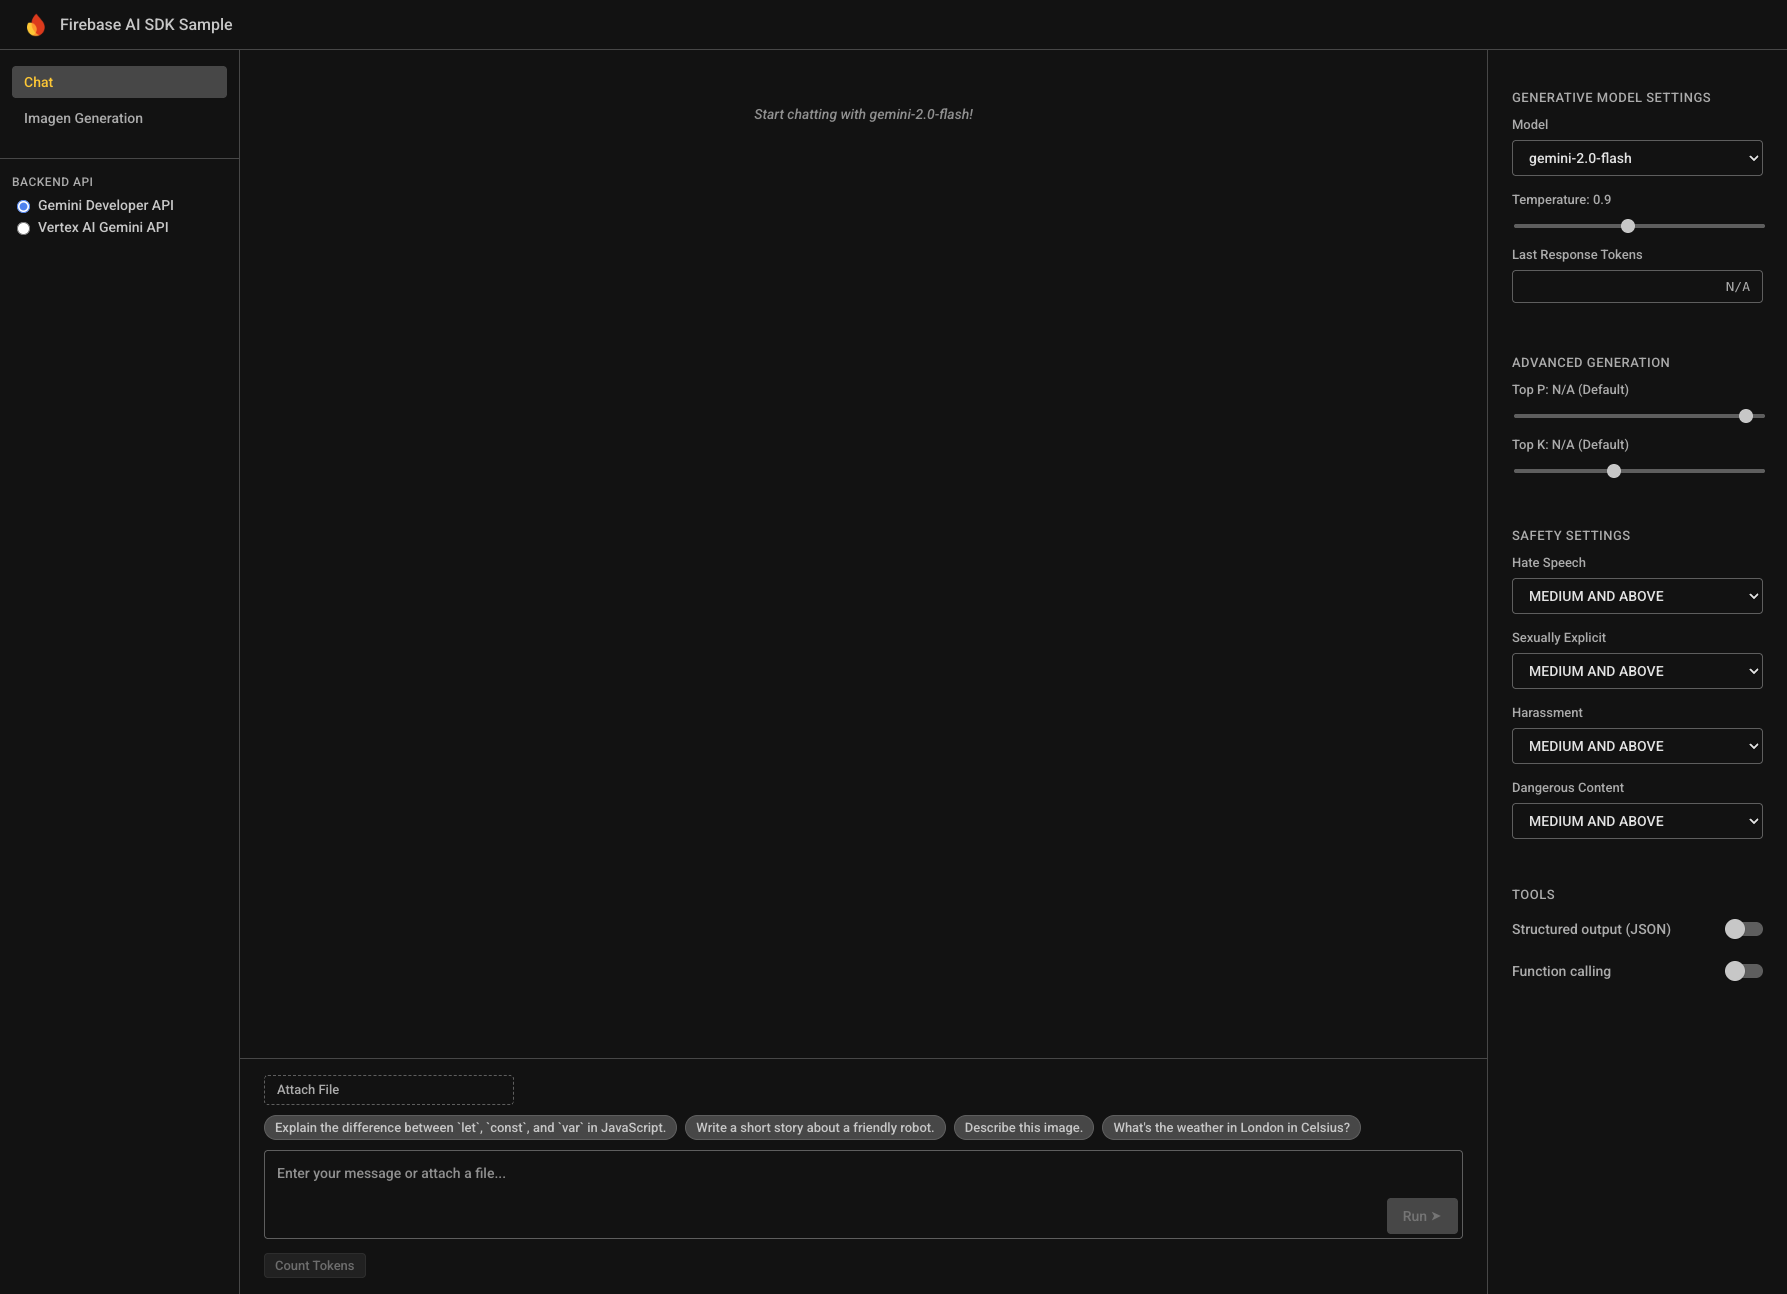 Firebase AI SDK Sample
Chat
Imagen Generation
BACKEND API
Gemini Developer API
Vertex AI Gemini API
Start chatting with gemini-2.0-flash!
Attach File
Explain the difference between `let`, `const`, and `var` in JavaScript.
Write a short story about a friendly robot.
Describe this image.
What's the weather in London in Celsius?
Enter your message or attach a file...
Run ➤
Count Tokens
GENERATIVE MODEL SETTINGS
Model
gemini-2.0-flash
Temperature: 0.9
Last Response Tokens
N/A
ADVANCED GENERATION
Top P: N/A (Default)
Top K: N/A (Default)
SAFETY SETTINGS
Hate Speech
MEDIUM AND ABOVE
Sexually Explicit
MEDIUM AND ABOVE
Harassment
MEDIUM AND ABOVE
Dangerous Content
MEDIUM AND ABOVE
TOOLS
Structured output (JSON)
Function calling